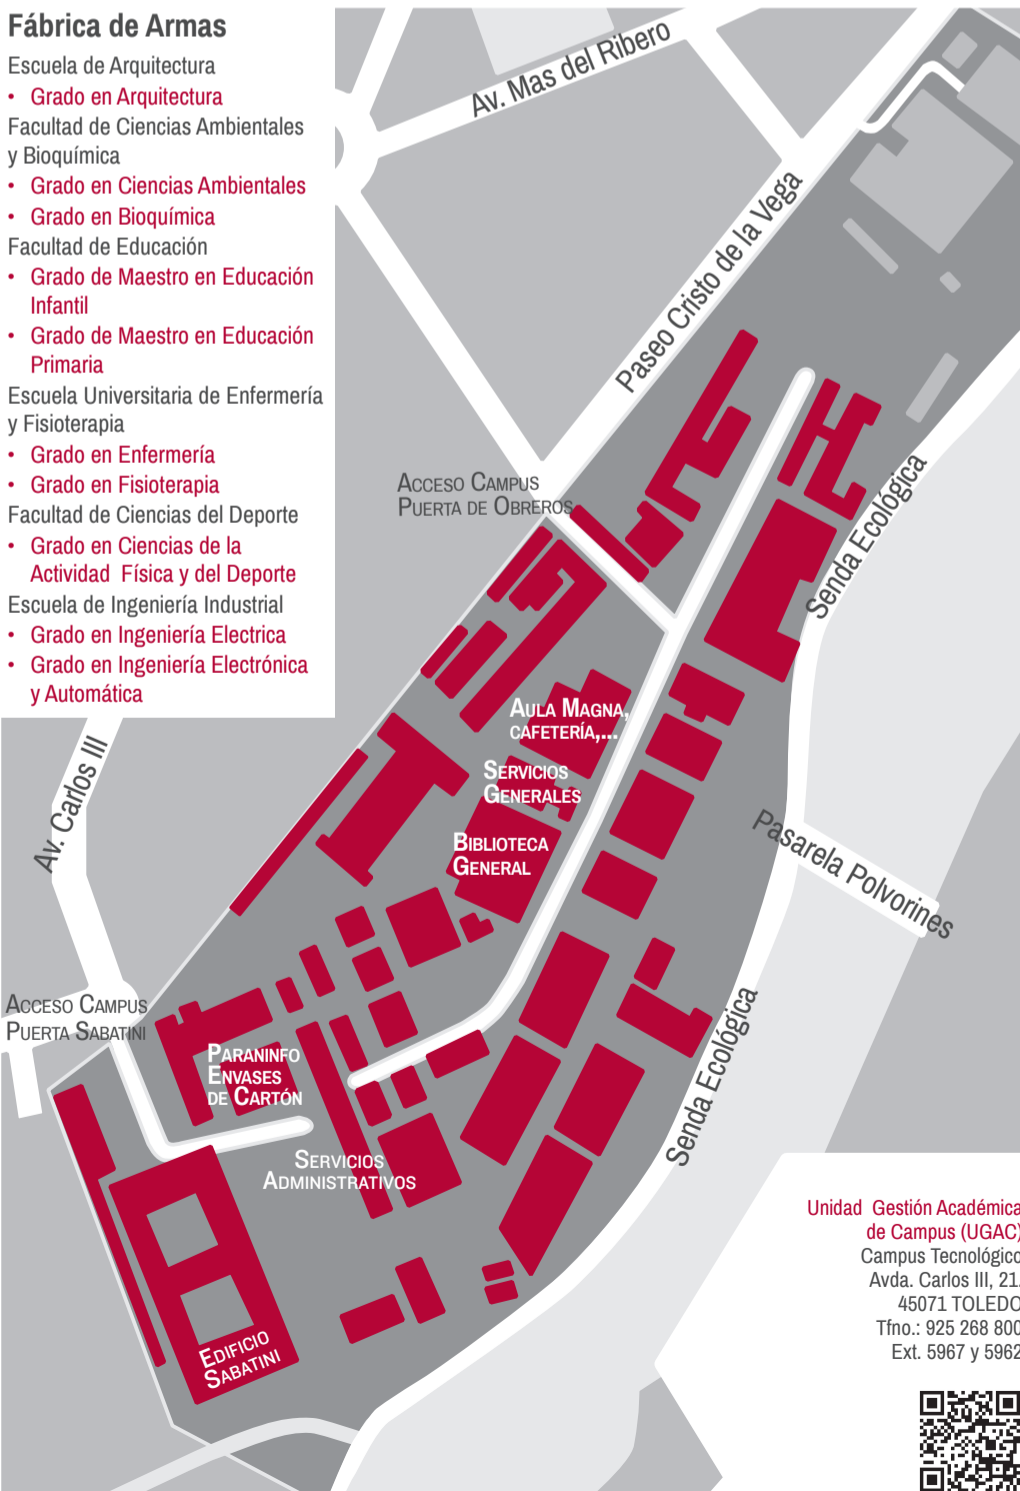 Fábrica de Armas
Escuela de Arquitectura
• Grado en Arquitectura
Facultad de Ciencias Ambientales
y Bioquímica
• Grado en Ciencias Ambientales
• Grado en Bioquímica
Facultad de Educación
• Grado de Maestro en Educación
Infantil
• Grado de Maestro en Educación
Primaria
Escuela Universitaria de Enfermería
y Fisioterapia
• Grado en Enfermería
• Grado en Fisioterapia
Facultad de Ciencias del Deporte
• Grado en Ciencias de la
Actividad Física y del Deporte
Escuela de Ingeniería Industrial
• Grado en Ingeniería Electrica
• Grado en Ingeniería Electrónica
y Automática
Av. Mas del Ribero
Paseo Cristo de la Vega
ACCESO CAMPUS
PUERTA DE OBREROS
Senda Ecológica
AULA MAGNA,
CAFETERÍA,...
SERVICIOS
GENERALES
BIBLIOTECA
GENERAL
Av. Carlos III
Pasarela Polvorines
ACCESO CAMPUS
PUERTA SABATINI
PARANINFO
ENVASES
DE CARTÓN
SERVICIOS
ADMINISTRATIVOS
Senda Ecológica
EDIFICIO
SABATINI
Unidad Gestión Académica
de Campus (UGAC)
Campus Tecnológico
Avda. Carlos III, 21.
45071 TOLEDO
Tfno.: 925 268 800
Ext. 5967 y 5962